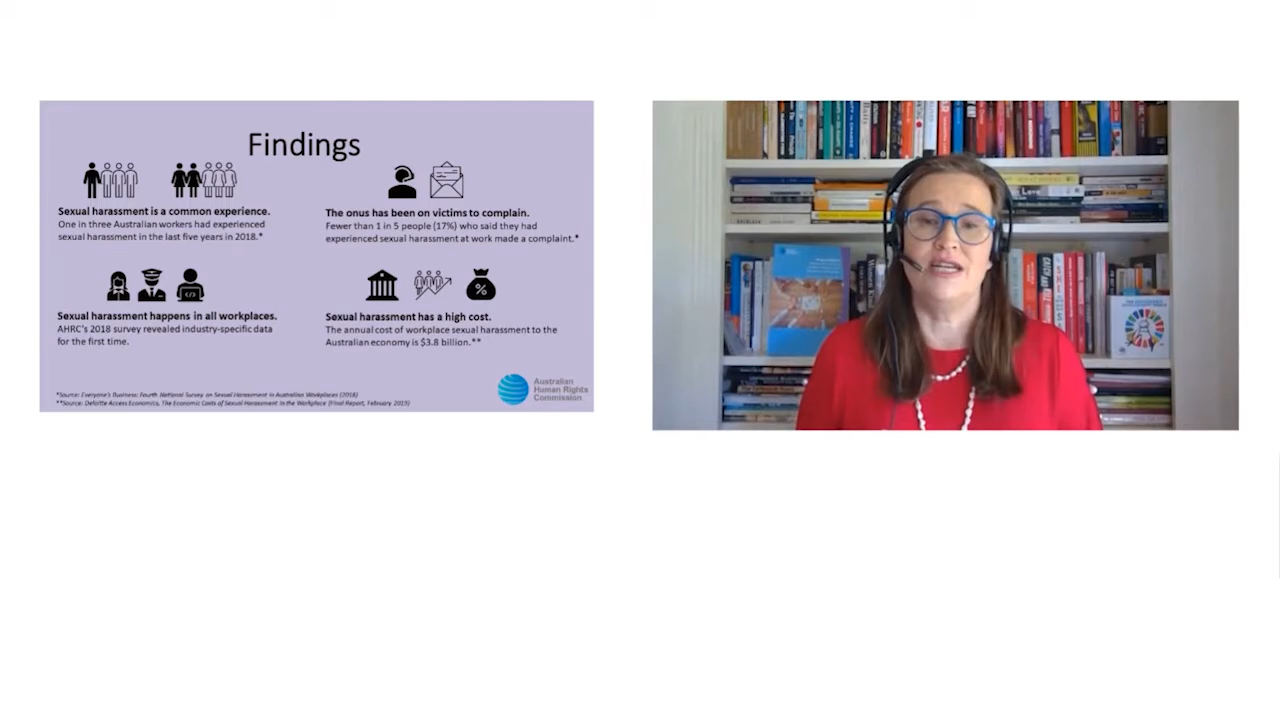 Findings
Sexual harassment is a common experience.
One in three Australian workers had experienced
sexual harassment in the last five years in 2018.*
The onus has been on victims to complain.
Fewer than 1 in 5 people (17%) who said they had
experienced sexual harassment at work made a complaint.*
Sexual harassment happens in all workplaces.
AHRC's 2018 survey revealed industry-specific data
for the first time.
Sexual harassment has a high cost.
The annual cost of workplace sexual harassment to the
Australian economy is $3.8 billion.**
*Source: Everyone's Business: Fourth National Survey on Sexual Harassment in Australian Workplaces (2018)
**Source: Deloitte Access Economics, The Economic Costs of Sexual Harassment in the Workplace (Final Report, February 2019)
Australian
Human Rights
Commission